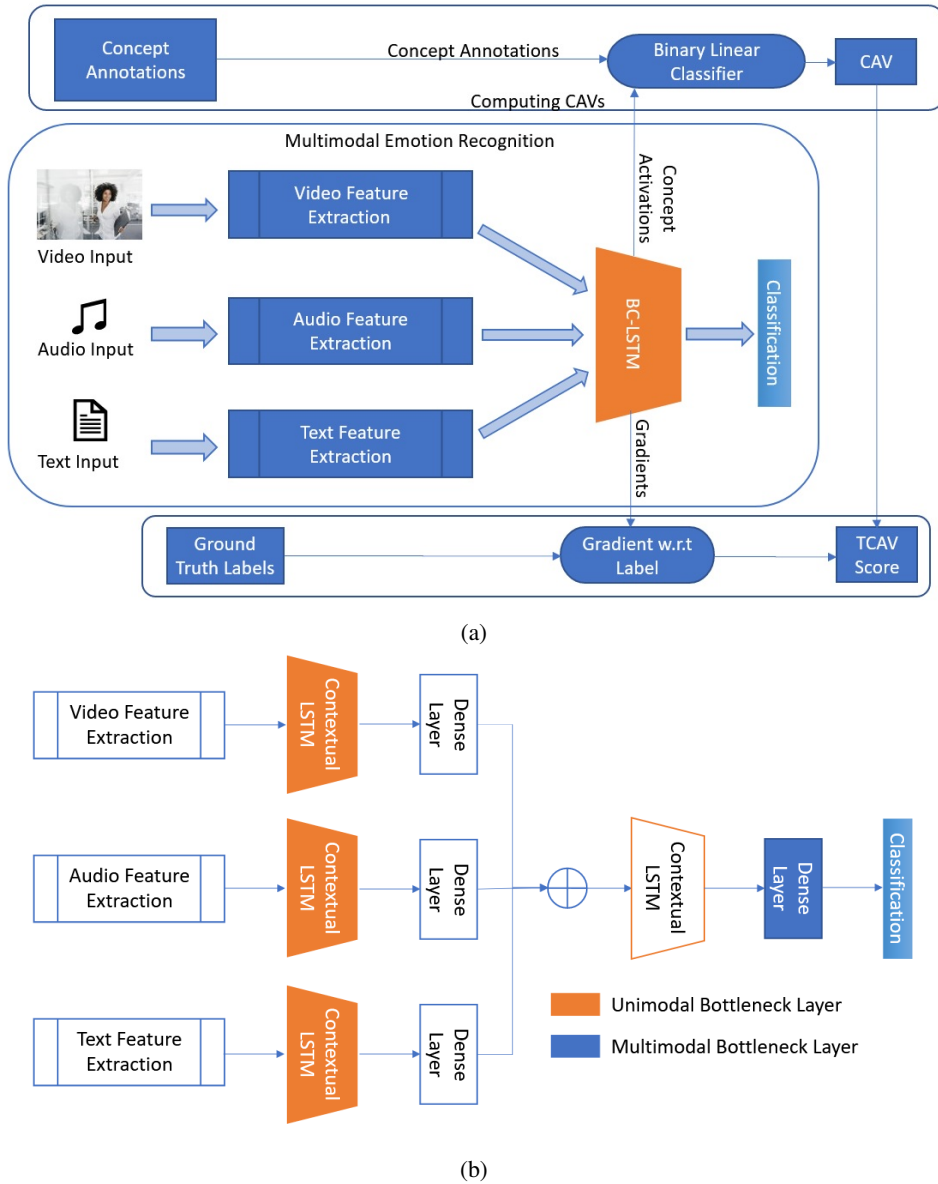 Concept
Annotations
Concept Annotations
Binary Linear
Classifier
CAV
Computing CAVs
Multimodal Emotion Recognition
Concept
Activations
Video Input
Video Feature
Extraction
Audio Input
Audio Feature
Extraction
BC-LSTM
Classification
Text Input
Text Feature
Extraction
Gradients
Ground
Truth Labels
Gradient w.r.t
Label
TCAV
Score
(a)
Video Feature
Extraction
Contextual
LSTM
Dense
Layer
Audio Feature
Extraction
Contextual
LSTM
Dense
Layer
Contextual
LSTM
Dense
Layer
Classification
Text Feature
Extraction
Contextual
LSTM
Dense
Layer
Unimodal Bottleneck Layer
Multimodal Bottleneck Layer
(b)